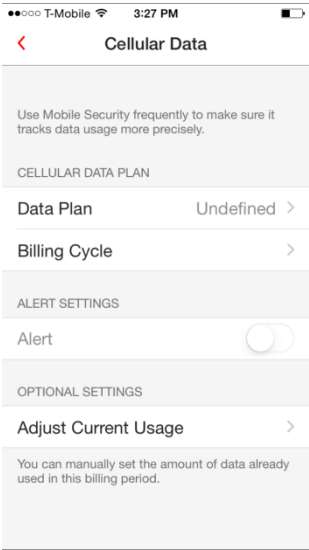 ●●○○○ T-Mobile 3:27 PM
Cellular Data
Use Mobile Security frequently to make sure it
tracks data usage more precisely.
CELLULAR DATA PLAN
Data Plan Undefined
Billing Cycle
ALERT SETTINGS
Alert
OPTIONAL SETTINGS
Adjust Current Usage
You can manually set the amount of data already
used in this billing period.